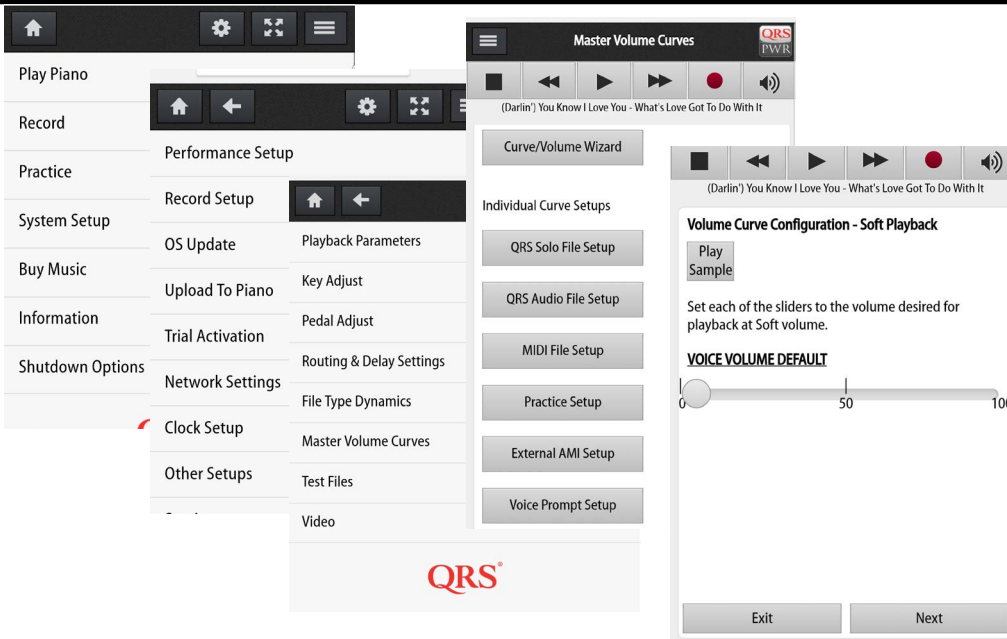 Play Piano
Record
Practice
System Setup
Buy Music
Information
Shutdown Options
Performance Setup
Record Setup
OS Update
Upload To Piano
Trial Activation
Network Settings
Clock Setup
Other Setups
Playback Parameters
Key Adjust
Pedal Adjust
Routing & Delay Settings
File Type Dynamics
Master Volume Curves
Test Files
Video
QRS®
Master Volume Curves
QRS
PWR
(Darlin') You Know I Love You - What's Love Got To Do With It
Curve/Volume Wizard
Individual Curve Setups
QRS Solo File Setup
QRS Audio File Setup
MIDI File Setup
Practice Setup
External AMI Setup
Voice Prompt Setup
(Darlin') You Know I Love You - What's Love Got To Do With It
Volume Curve Configuration - Soft Playback
Play
Sample
Set each of the sliders to the volume desired for
playback at Soft volume.
VOICE VOLUME DEFAULT
0 50 100
Exit Next